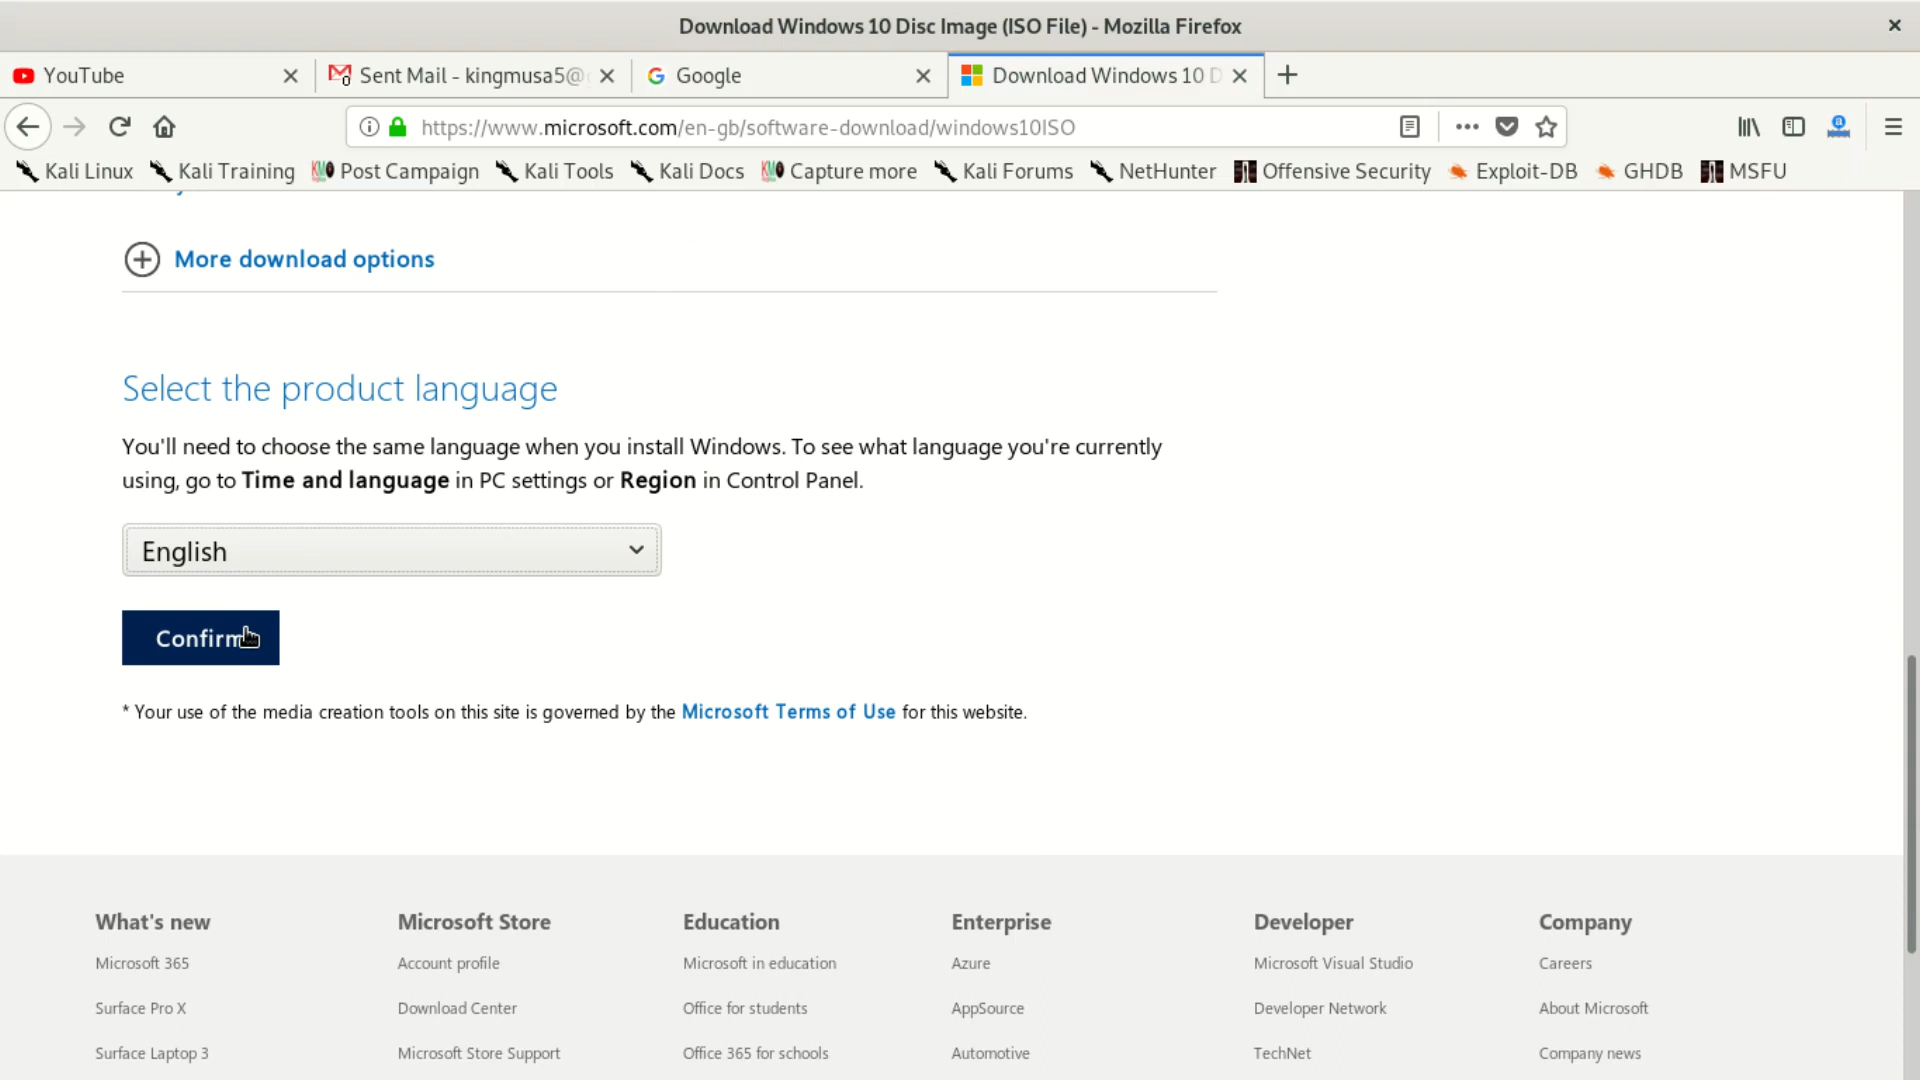 Download Windows 10 Disc Image (ISO File) - Mozilla Firefox
YouTube
Sent Mail - kingmusa5@
Google
Download Windows 10 D
https://www.microsoft.com/en-gb/software-download/windows10ISO
Kali Linux
Kali Training
Post Campaign
Kali Tools
Kali Docs
Capture more
Kali Forums
NetHunter
Offensive Security
Exploit-DB
GHDB
MSFU
More download options
Select the product language
You'll need to choose the same language when you install Windows. To see what language you're currently
using, go to Time and language in PC settings or Region in Control Panel.
English
Confirm
* Your use of the media creation tools on this site is governed by the Microsoft Terms of Use for this website.
What's new
Microsoft 365
Surface Pro X
Surface Laptop 3
Microsoft Store
Account profile
Download Center
Microsoft Store Support
Education
Microsoft in education
Office for students
Office 365 for schools
Enterprise
Azure
AppSource
Automotive
Developer
Microsoft Visual Studio
Developer Network
TechNet
Company
Careers
About Microsoft
Company news